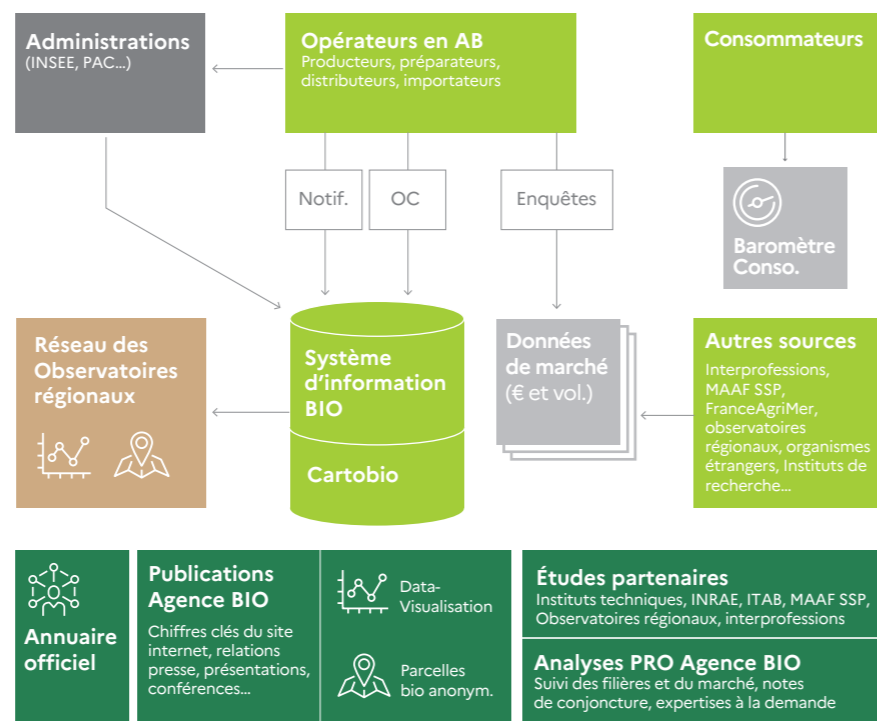 Administrations
(INSEE, PAC...)
Opérateurs en AB
Producteurs, préparateurs,
distributeurs, importateurs
Consommateurs
Notif.
OC
Enquêtes
Baromètre
Conso.
Réseau des
Observatoires
régionaux
Système
d'information
BIO
Cartobio
Données
de marché
(€ et vol.)
Autres sources
Interprofessions,
MAAF SSP,
FranceAgriMer,
observatoires
régionaux, organismes
étrangers, Instituts de
recherche...
Annuaire
officiel
Publications
Agence BIO
Chiffres clés du site
internet, relations
presse, présentations,
conférences...
Data-
Visualisation
Parcelles
bio anonym.
Études partenaires
Instituts techniques, INRAE, ITAB, MAAF SSP,
Observatoires régionaux, interprofessions
Analyses PRO Agence BIO
Suivi des filières et du marché, notes
de conjoncture, expertises à la demande